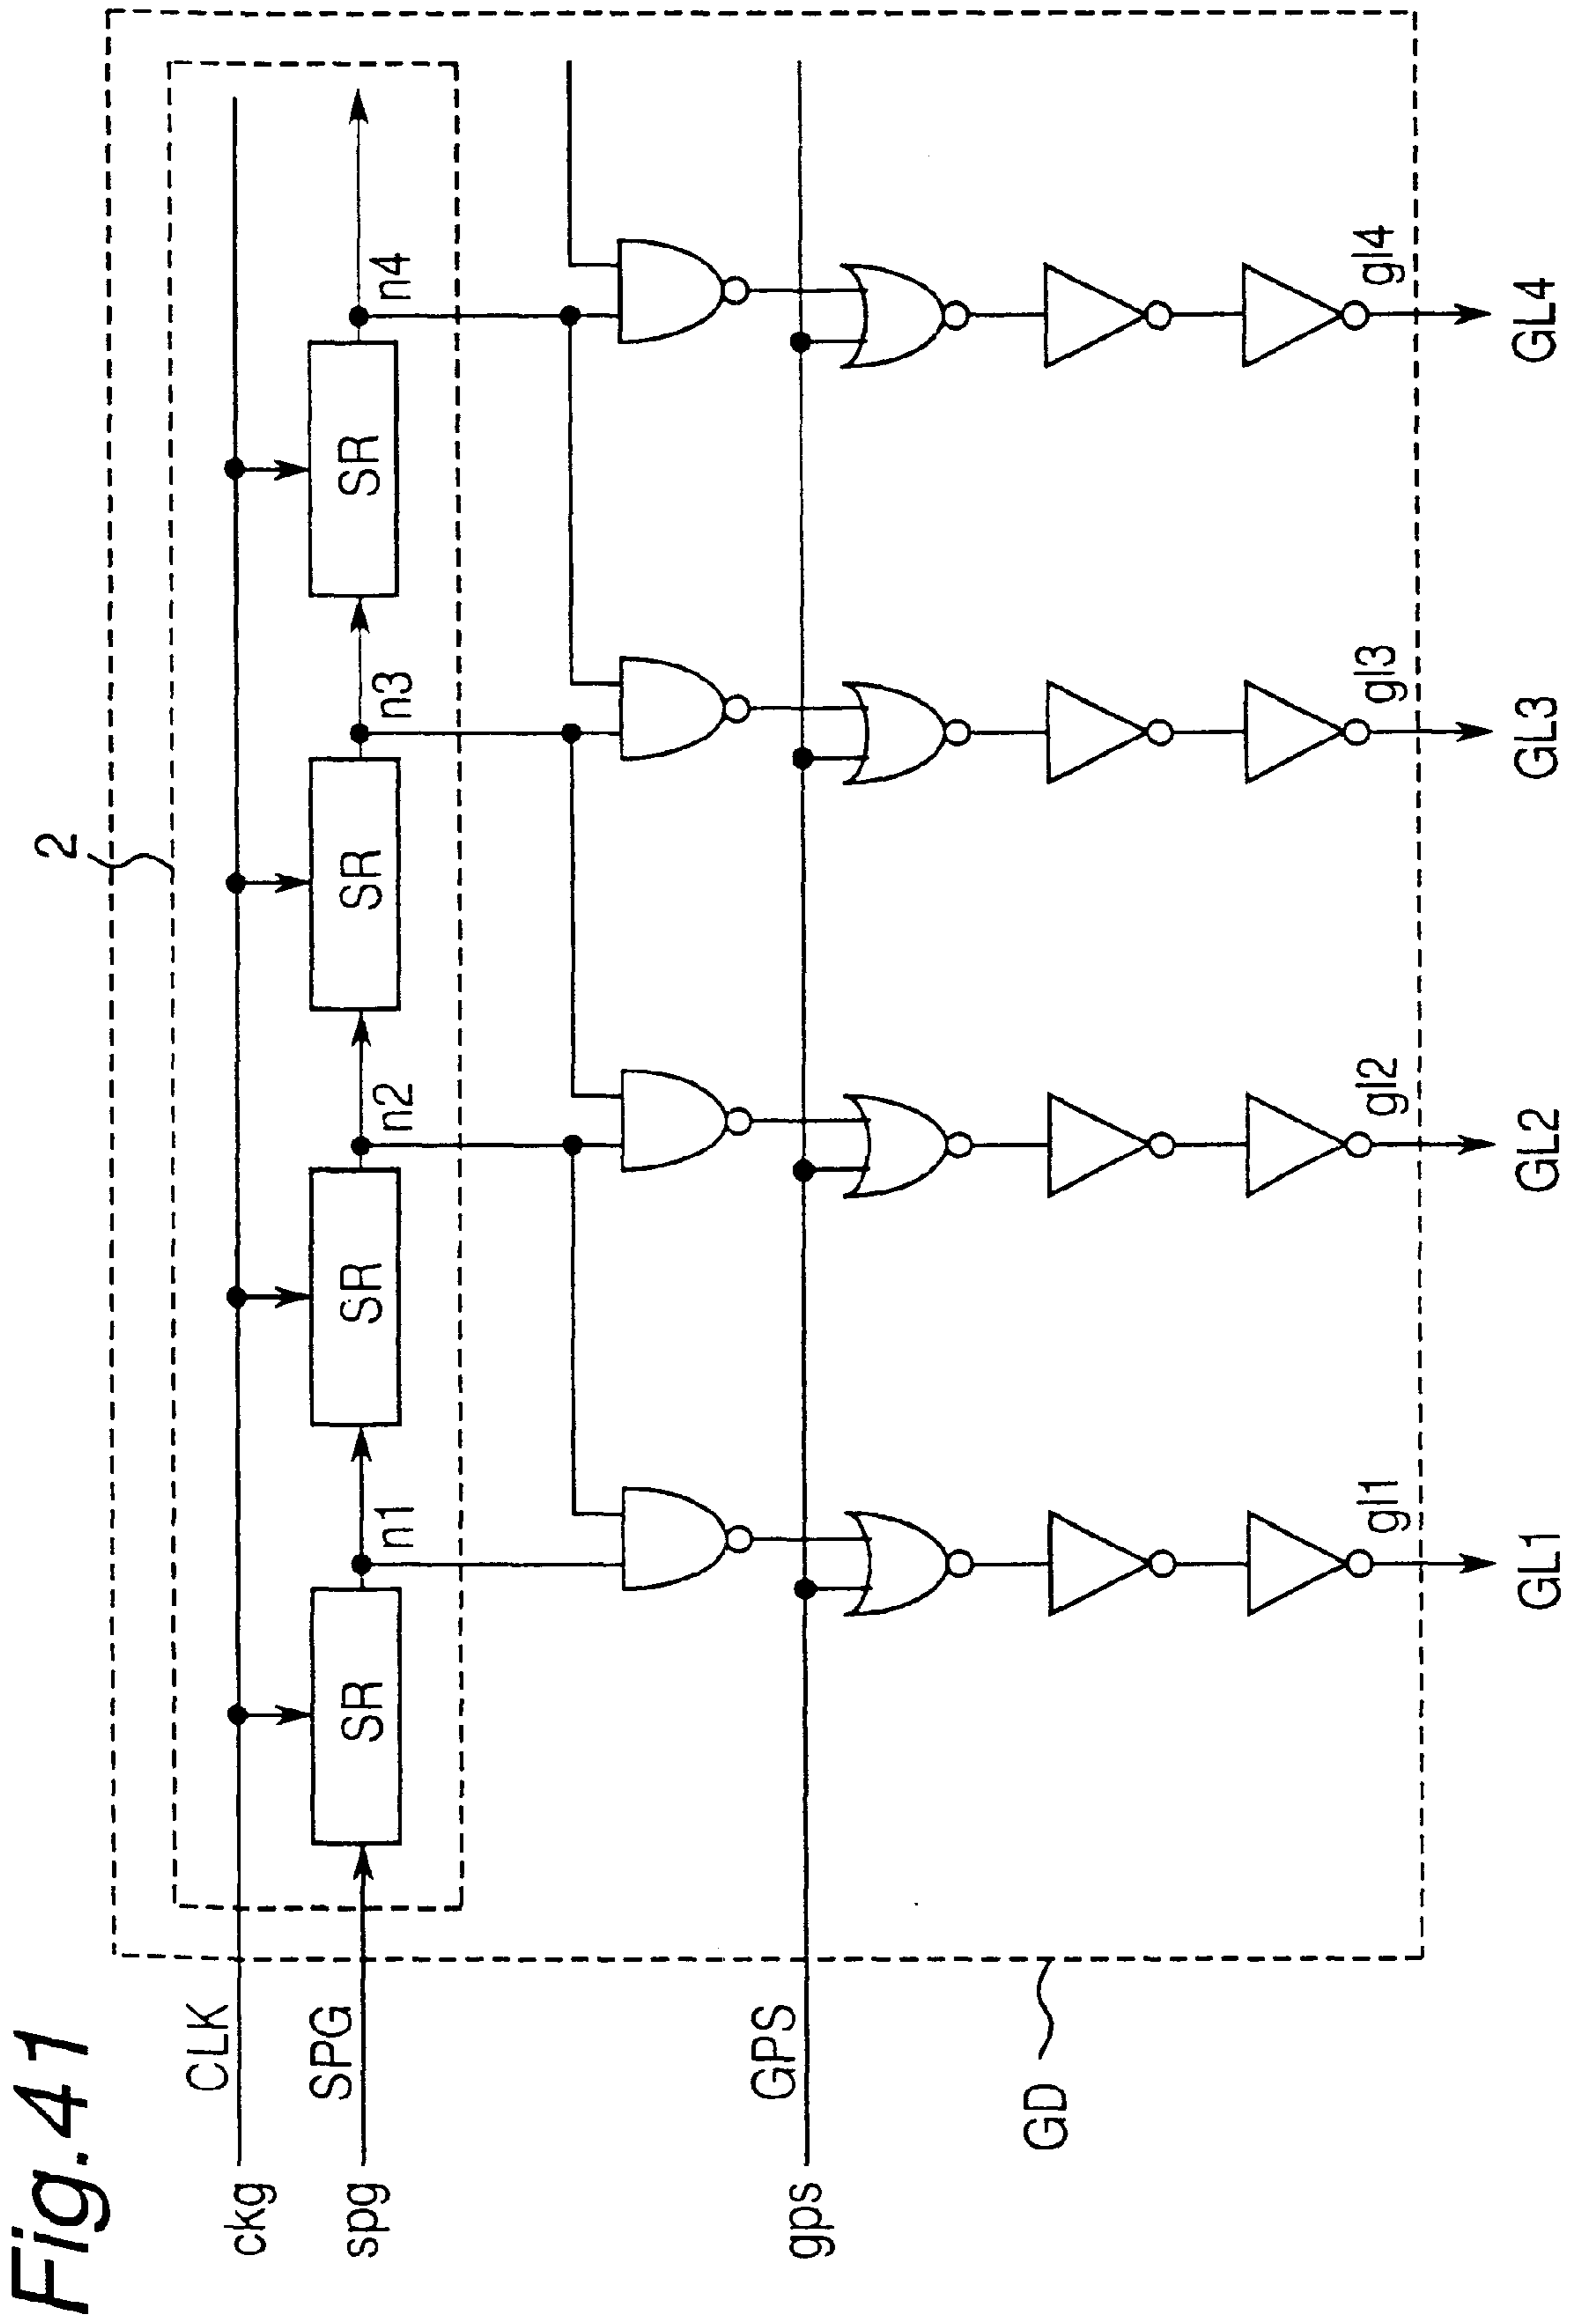 Fig.41
2
ckg
CLK
SR
SR
SR
SR
spg
SPG
n1
n2
n3
n4
gps
GPS
GD
gl1
gl2
gl3
gl4
GL1
GL2
GL3
GL4